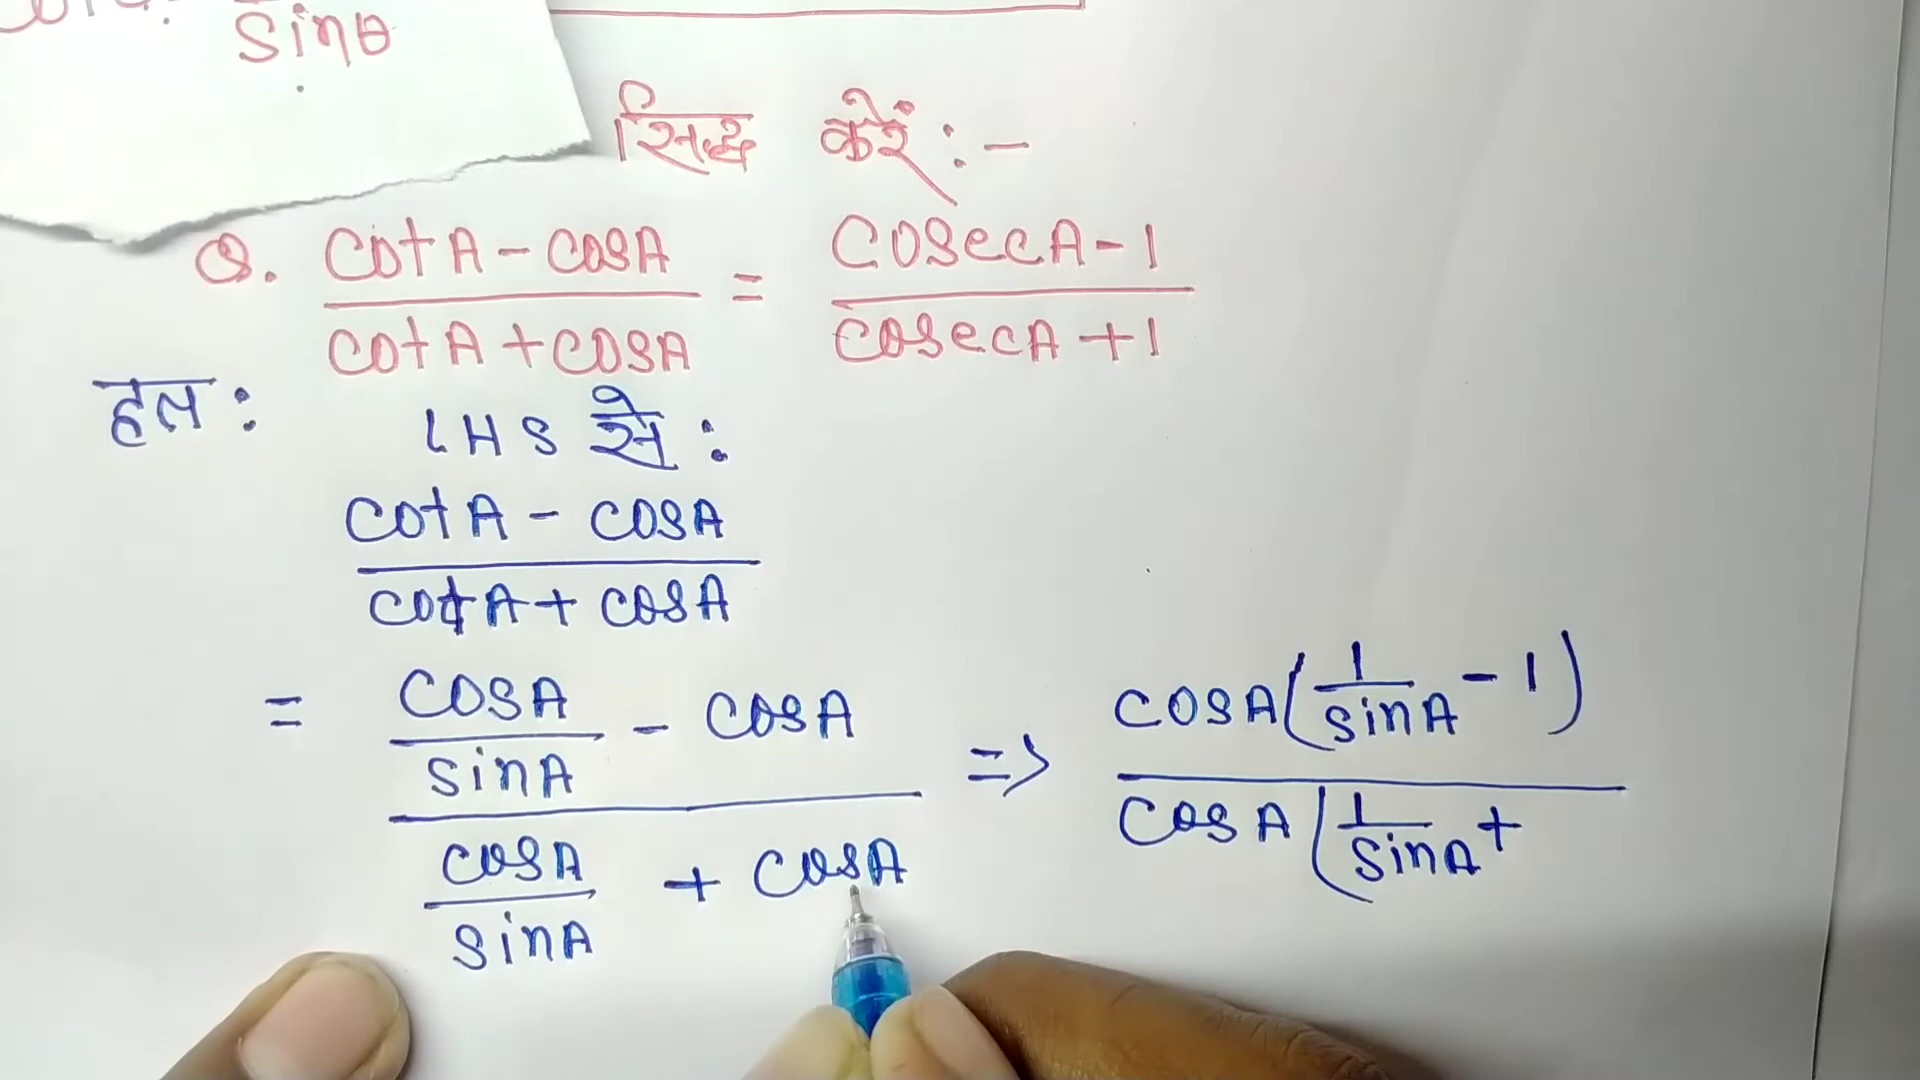 sinθ
सिद्ध करें :-
Q. cotA - cosA / cotA + cosA = cosecA - 1 / cosecA + 1
हल :
LHS से :
cotA - cosA / cotA + cosA
= cosA / sinA - cosA / cosA / sinA + cosA => cosA ( 1 / sinA - 1 ) / cosA ( 1 / sinA +